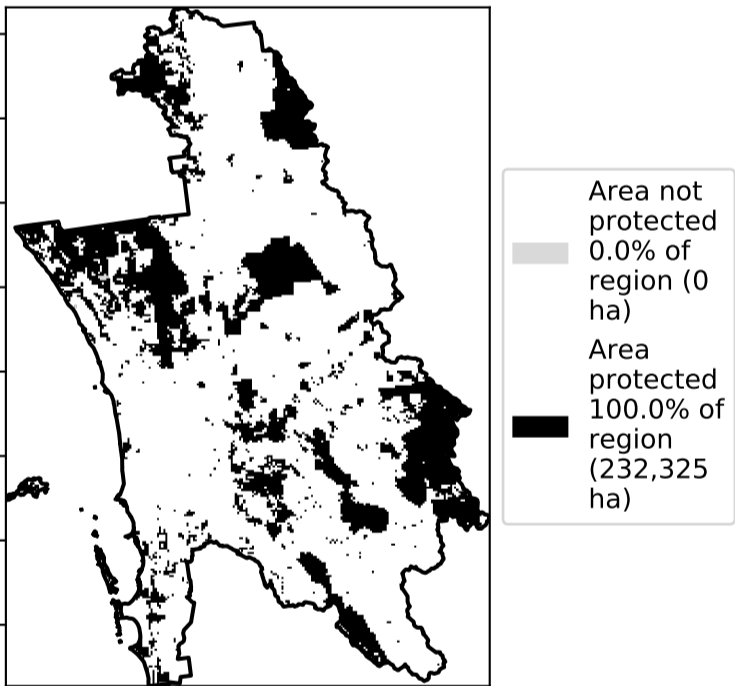 Area not
protected
0.0% of
region (0
ha)
Area
protected
100.0% of
region
(232,325
ha)